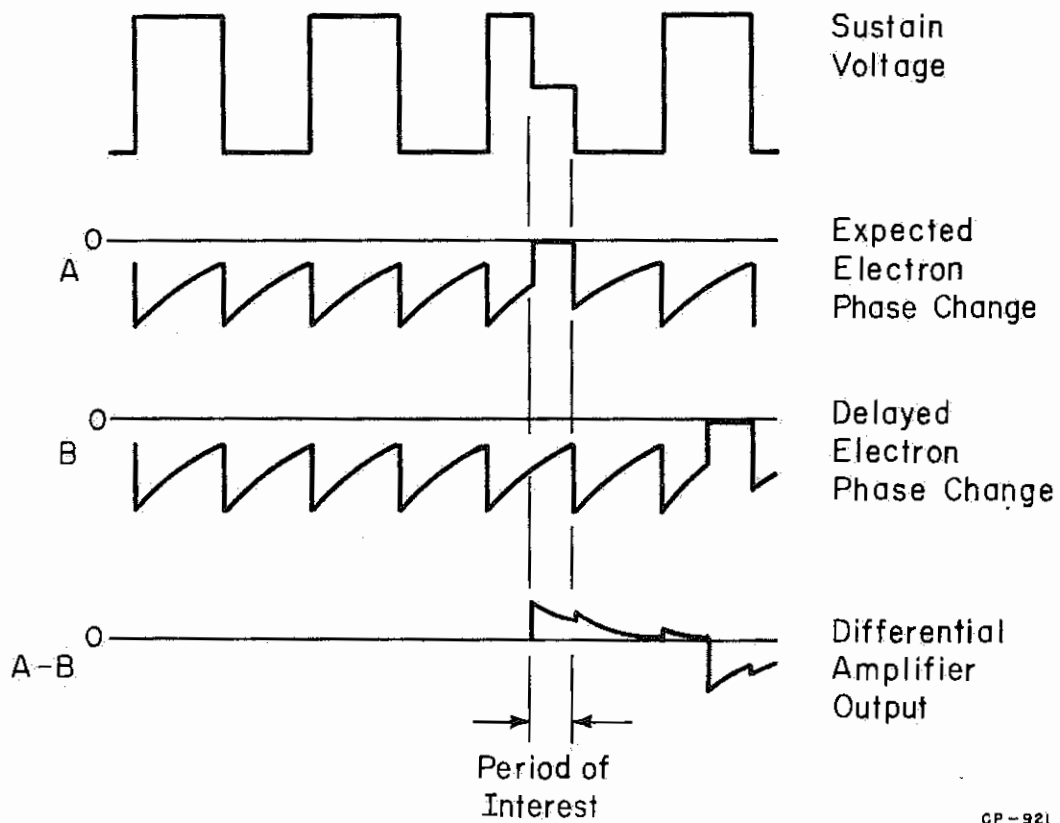 Sustain
Voltage
0
A
Expected
Electron
Phase Change
0
B
Delayed
Electron
Phase Change
0
A-B
Differential
Amplifier
Output
Period of
Interest
CP-921